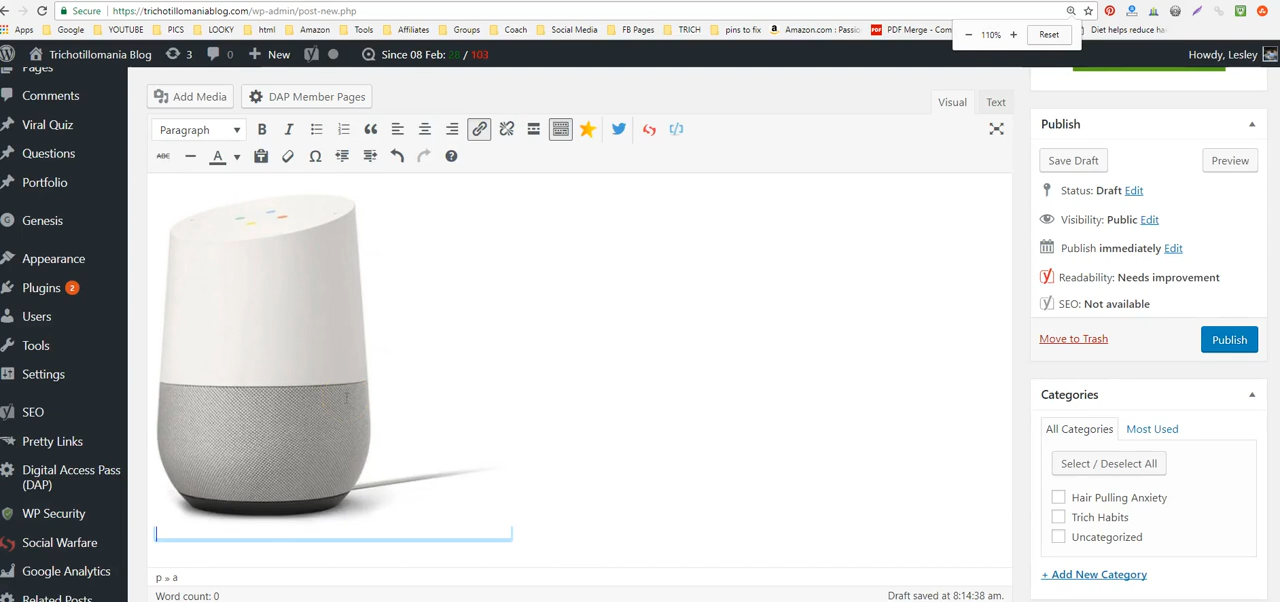 Secure https://trichotillomaniablog.com/wp-admin/post-new.php
Apps Google YOUTUBE PICS LOOKY html Amazon Tools Affiliates Groups Coach Social Media FB Pages TRICH pins to fix Amazon.com : Passio PDF Merge - Com Diet helps reduce ha
110% Reset
Trichotillomania Blog 3 0 New Since 08 Feb: 28 / 103 Howdy, Lesley
Pages
Comments
Viral Quiz
Questions
Portfolio
Genesis
Appearance
Plugins 2
Users
Tools
Settings
SEO
Pretty Links
Digital Access Pass
(DAP)
WP Security
Social Warfare
Google Analytics
Related Posts
Add Media DAP Member Pages
Visual Text
Paragraph
p » a
Word count: 0 Draft saved at 8:14:38 am.
Publish
Save Draft Preview
Status: Draft Edit
Visibility: Public Edit
Publish immediately Edit
Readability: Needs improvement
SEO: Not available
Move to Trash Publish
Categories
All Categories Most Used
Select / Deselect All
Hair Pulling Anxiety
Trich Habits
Uncategorized
+ Add New Category